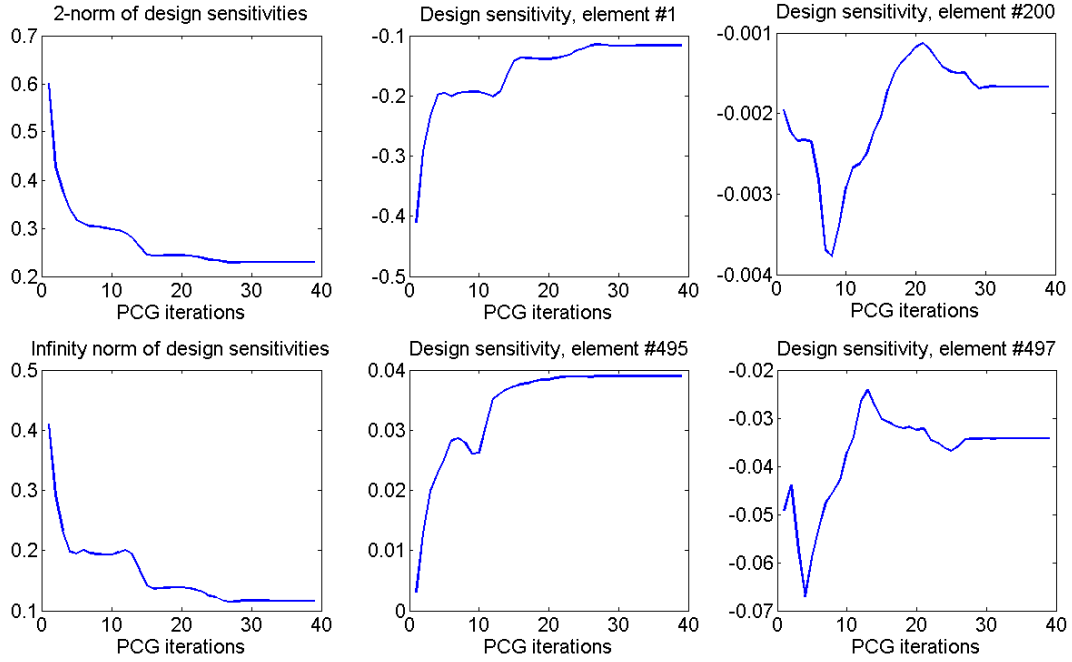 2-norm of design sensitivities
0.7
0.6
0.5
0.4
0.3
0.2
0 10 20 30 40
PCG iterations
Design sensitivity, element #1
-0.1
-0.2
-0.3
-0.4
-0.5
0 10 20 30 40
PCG iterations
Design sensitivity, element #200
-0.001
-0.002
-0.003
-0.004
0 10 20 30 40
PCG iterations
Infinity norm of design sensitivities
0.5
0.4
0.3
0.2
0.1
0 10 20 30 40
PCG iterations
Design sensitivity, element #495
0.04
0.03
0.02
0.01
0
0 10 20 30 40
PCG iterations
Design sensitivity, element #497
-0.02
-0.03
-0.04
-0.05
-0.06
-0.07
0 10 20 30 40
PCG iterations